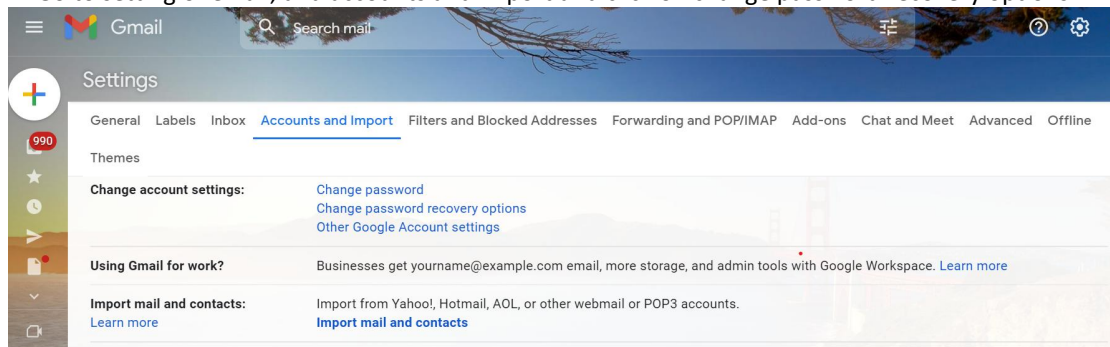 Gmail
Search mail
Settings
General Labels Inbox Accounts and Import Filters and Blocked Addresses Forwarding and POP/IMAP Add-ons Chat and Meet Advanced Offline
990
Themes
Change account settings: Change password
Change password recovery options
Other Google Account settings
Using Gmail for work? Businesses get yourname@example.com email, more storage, and admin tools with Google Workspace. Learn more
Import mail and contacts: Import from Yahoo!, Hotmail, AOL, or other webmail or POP3 accounts.
Learn more Import mail and contacts